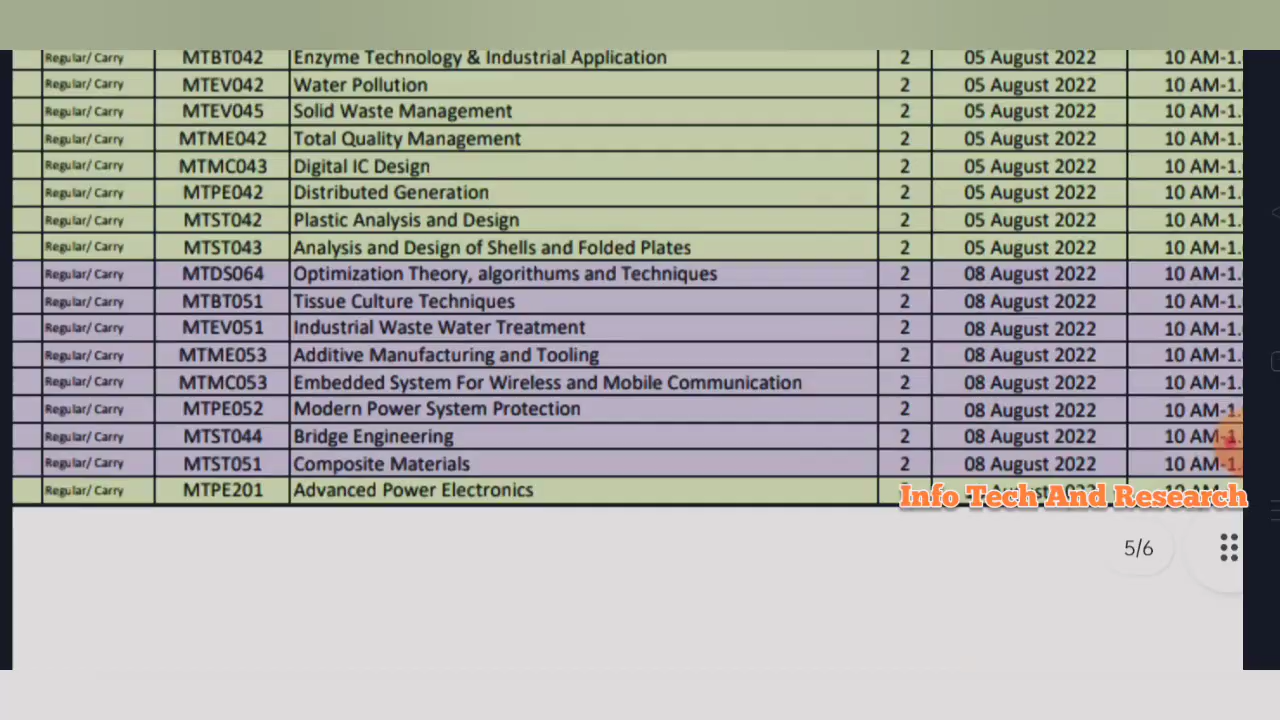 Regular/ Carry MTBT042 Enzyme Technology & Industrial Application 2 05 August 2022 10 AM-1.
Regular/ Carry MTEV042 Water Pollution 2 05 August 2022 10 AM-1.
Regular/ Carry MTEV045 Solid Waste Management 2 05 August 2022 10 AM-1.
Regular/ Carry MTME042 Total Quality Management 2 05 August 2022 10 AM-1.
Regular/ Carry MTMC043 Digital IC Design 2 05 August 2022 10 AM-1.
Regular/ Carry MTPE042 Distributed Generation 2 05 August 2022 10 AM-1.
Regular/ Carry MTST042 Plastic Analysis and Design 2 05 August 2022 10 AM-1.
Regular/ Carry MTST043 Analysis and Design of Shells and Folded Plates 2 05 August 2022 10 AM-1.
Regular/ Carry MTDS064 Optimization Theory, algorithums and Techniques 2 08 August 2022 10 AM-1.
Regular/ Carry MTBT051 Tissue Culture Techniques 2 08 August 2022 10 AM-1.
Regular/ Carry MTEV051 Industrial Waste Water Treatment 2 08 August 2022 10 AM-1.
Regular/ Carry MTME053 Additive Manufacturing and Tooling 2 08 August 2022 10 AM-1.
Regular/ Carry MTMC053 Embedded System For Wireless and Mobile Communication 2 08 August 2022 10 AM-1.
Regular/ Carry MTPE052 Modern Power System Protection 2 08 August 2022 10 AM-1.
Regular/ Carry MTST044 Bridge Engineering 2 08 August 2022 10 AM-1.
Regular/ Carry MTST051 Composite Materials 2 08 August 2022 10 AM-1.
Regular/ Carry MTPE201 Advanced Power Electronics
Info Tech And Research
5/6